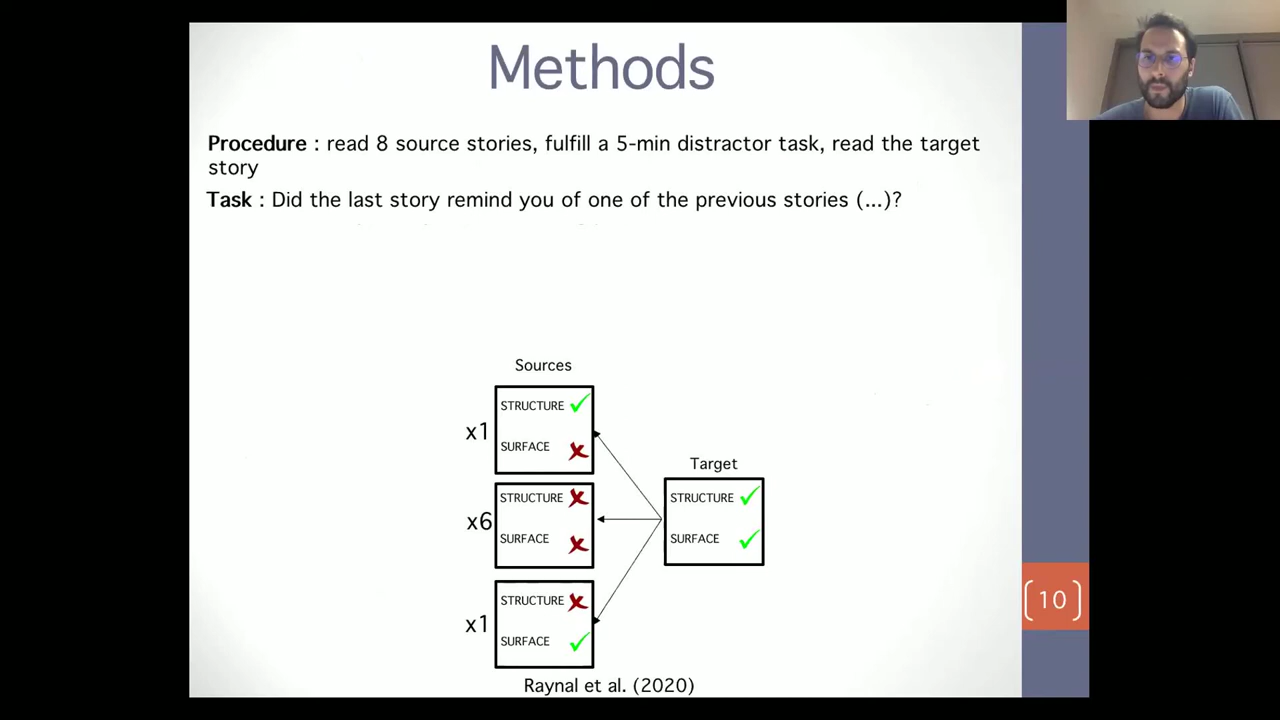 Methods
Procedure : read 8 source stories, fulfill a 5-min distractor task, read the target
story
Task : Did the last story remind you of one of the previous stories (...)?
Sources
x1
STRUCTURE
SURFACE
x6
STRUCTURE
SURFACE
x1
STRUCTURE
SURFACE
Target
STRUCTURE
SURFACE
10
Raynal et al. (2020)